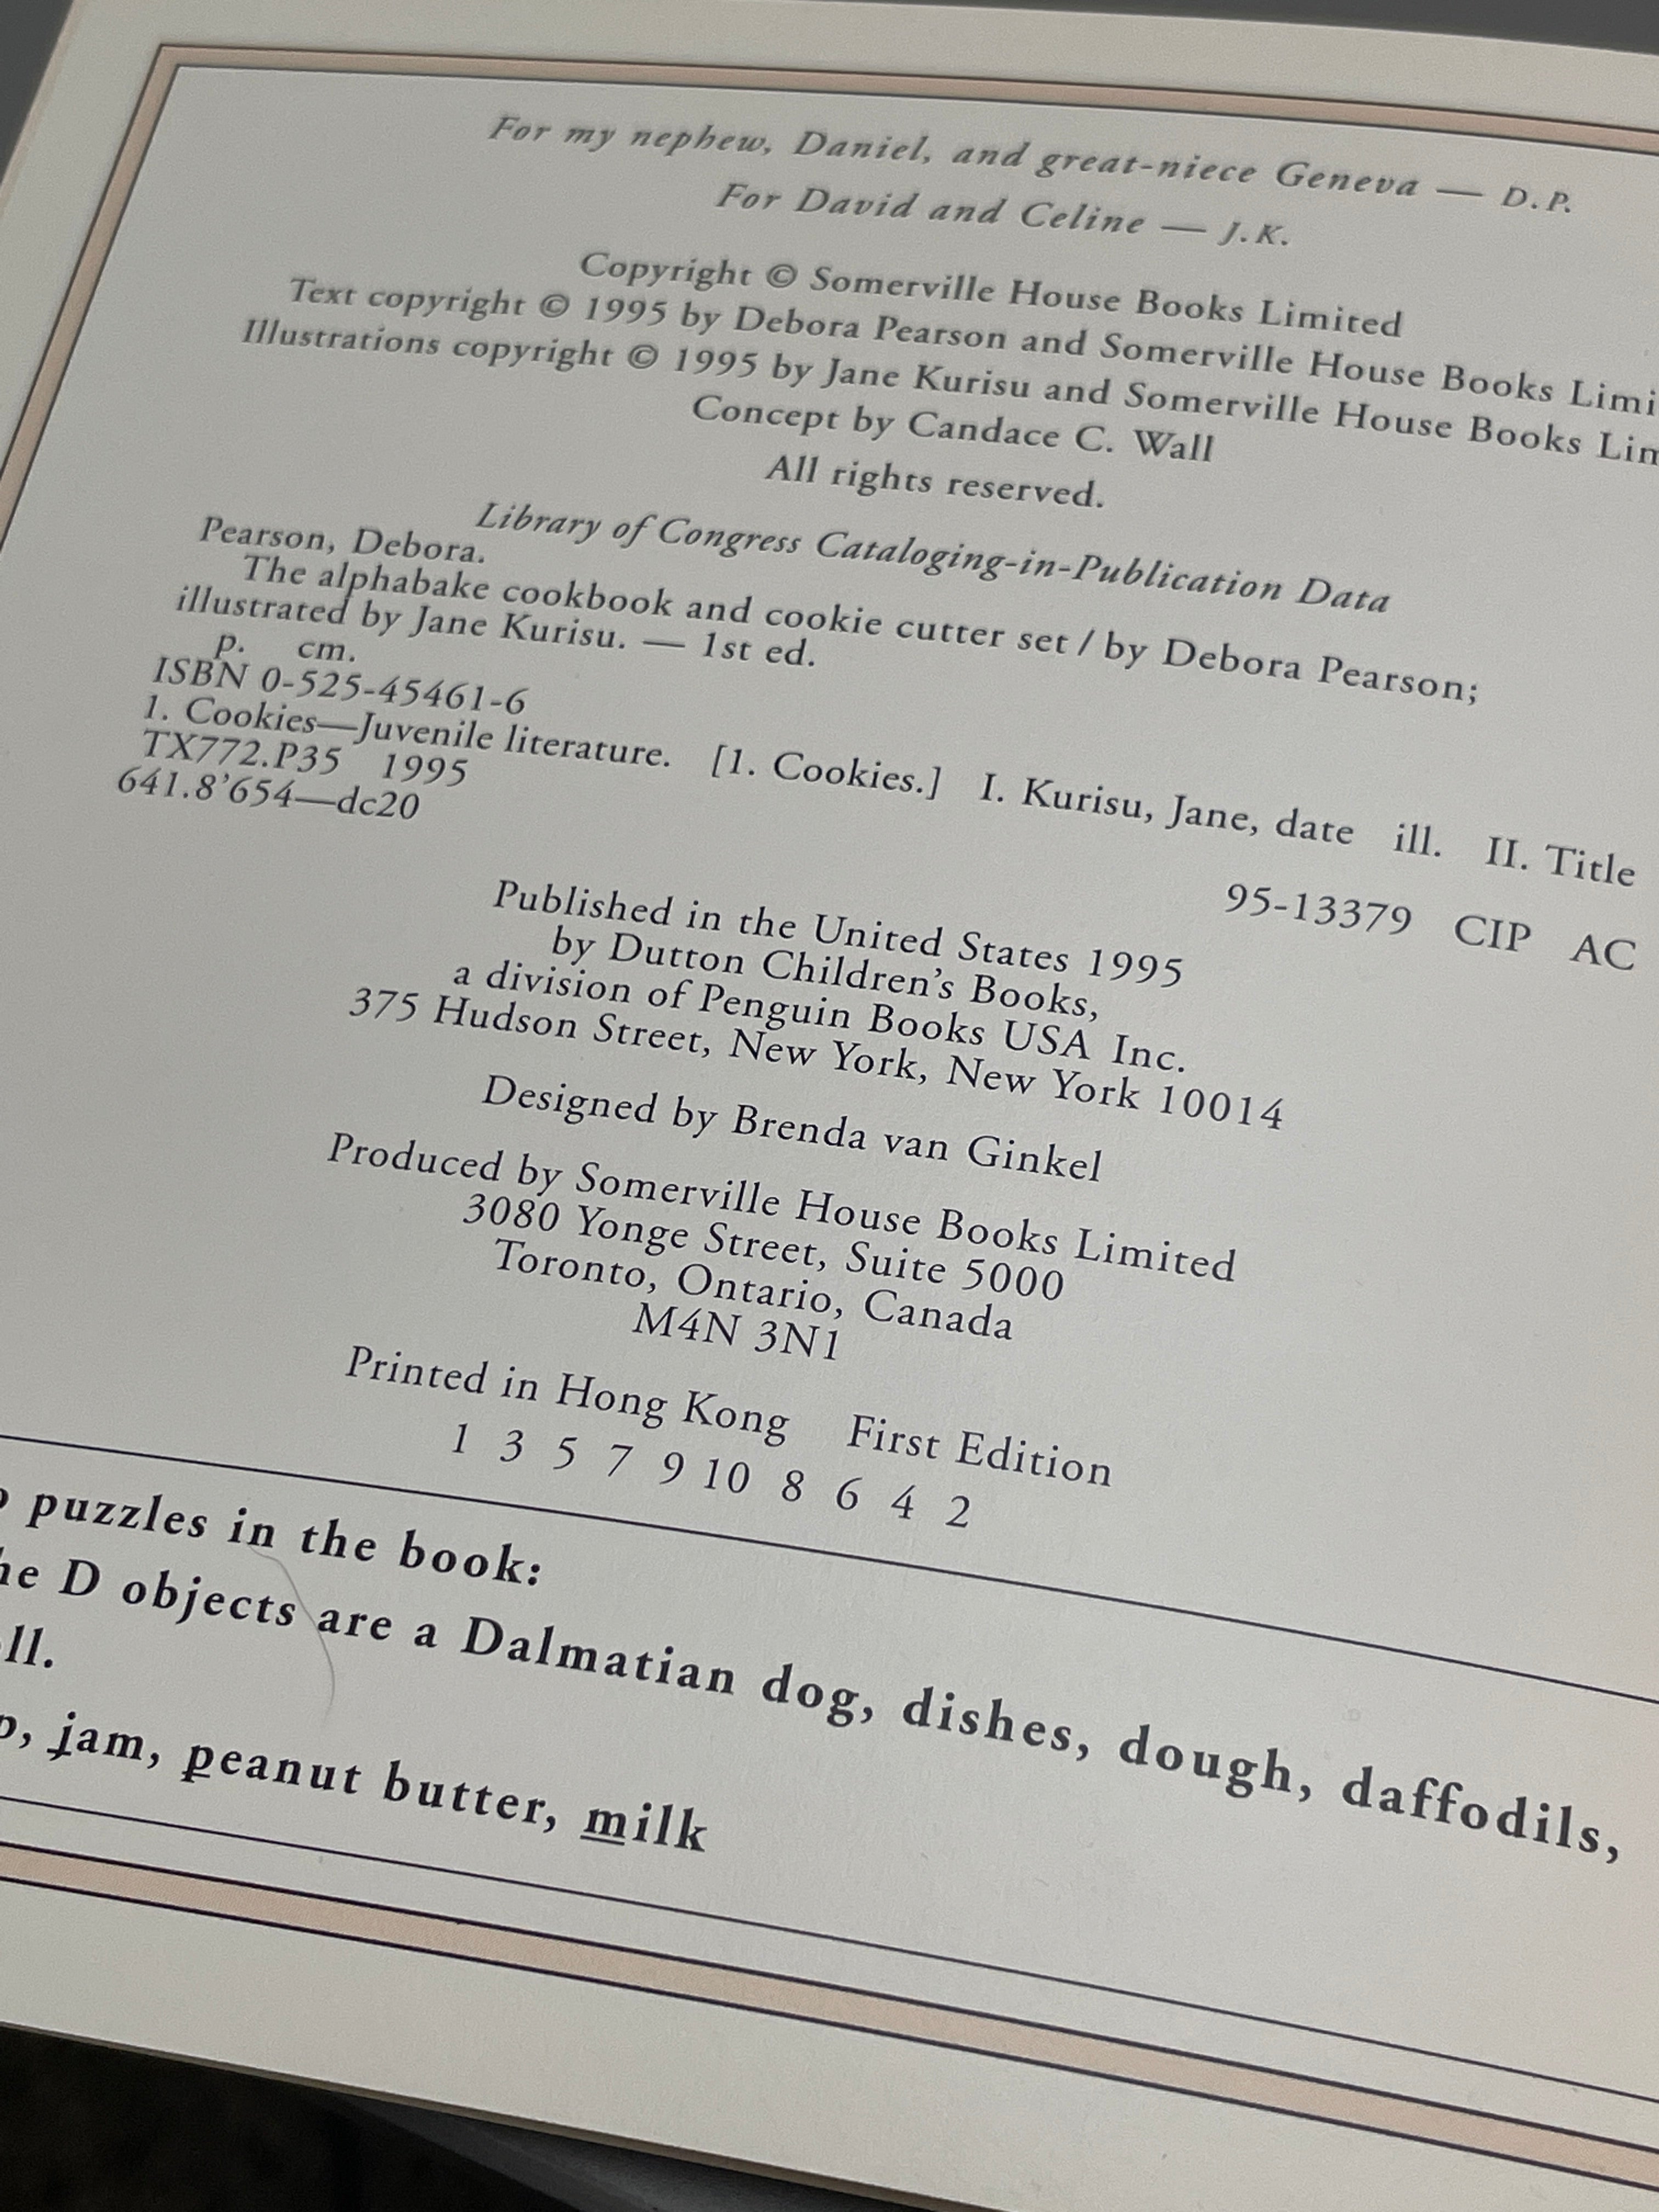 For my nephew, Daniel, and great-niece Geneva — D.P.
For David and Celine — J.K.
Copyright © Somerville House Books Limited
Text copyright © 1995 by Debora Pearson and Somerville House Books Limi
Illustrations copyright © 1995 by Jane Kurisu and Somerville House Books Lim
Concept by Candace C. Wall
All rights reserved.
Library of Congress Cataloging-in-Publication Data
Pearson, Debora.
The alphabake cookbook and cookie cutter set / by Debora Pearson;
illustrated by Jane Kurisu. — 1st ed.
p. cm.
ISBN 0-525-45461-6
1. Cookies—Juvenile literature. [1. Cookies.] I. Kurisu, Jane, date ill. II. Title
TX772.P35 1995
641.8'654—dc20
95-13379 CIP AC
Published in the United States 1995
by Dutton Children's Books,
a division of Penguin Books USA Inc.
375 Hudson Street, New York, New York 10014
Designed by Brenda van Ginkel
Produced by Somerville House Books Limited
3080 Yonge Street, Suite 5000
Toronto, Ontario, Canada
M4N 3N1
Printed in Hong Kong First Edition
1 3 5 7 9 10 8 6 4 2
puzzles in the book:
he D objects are a Dalmatian dog, dishes, dough, daffodils,
ll.
p, jam, peanut butter, milk